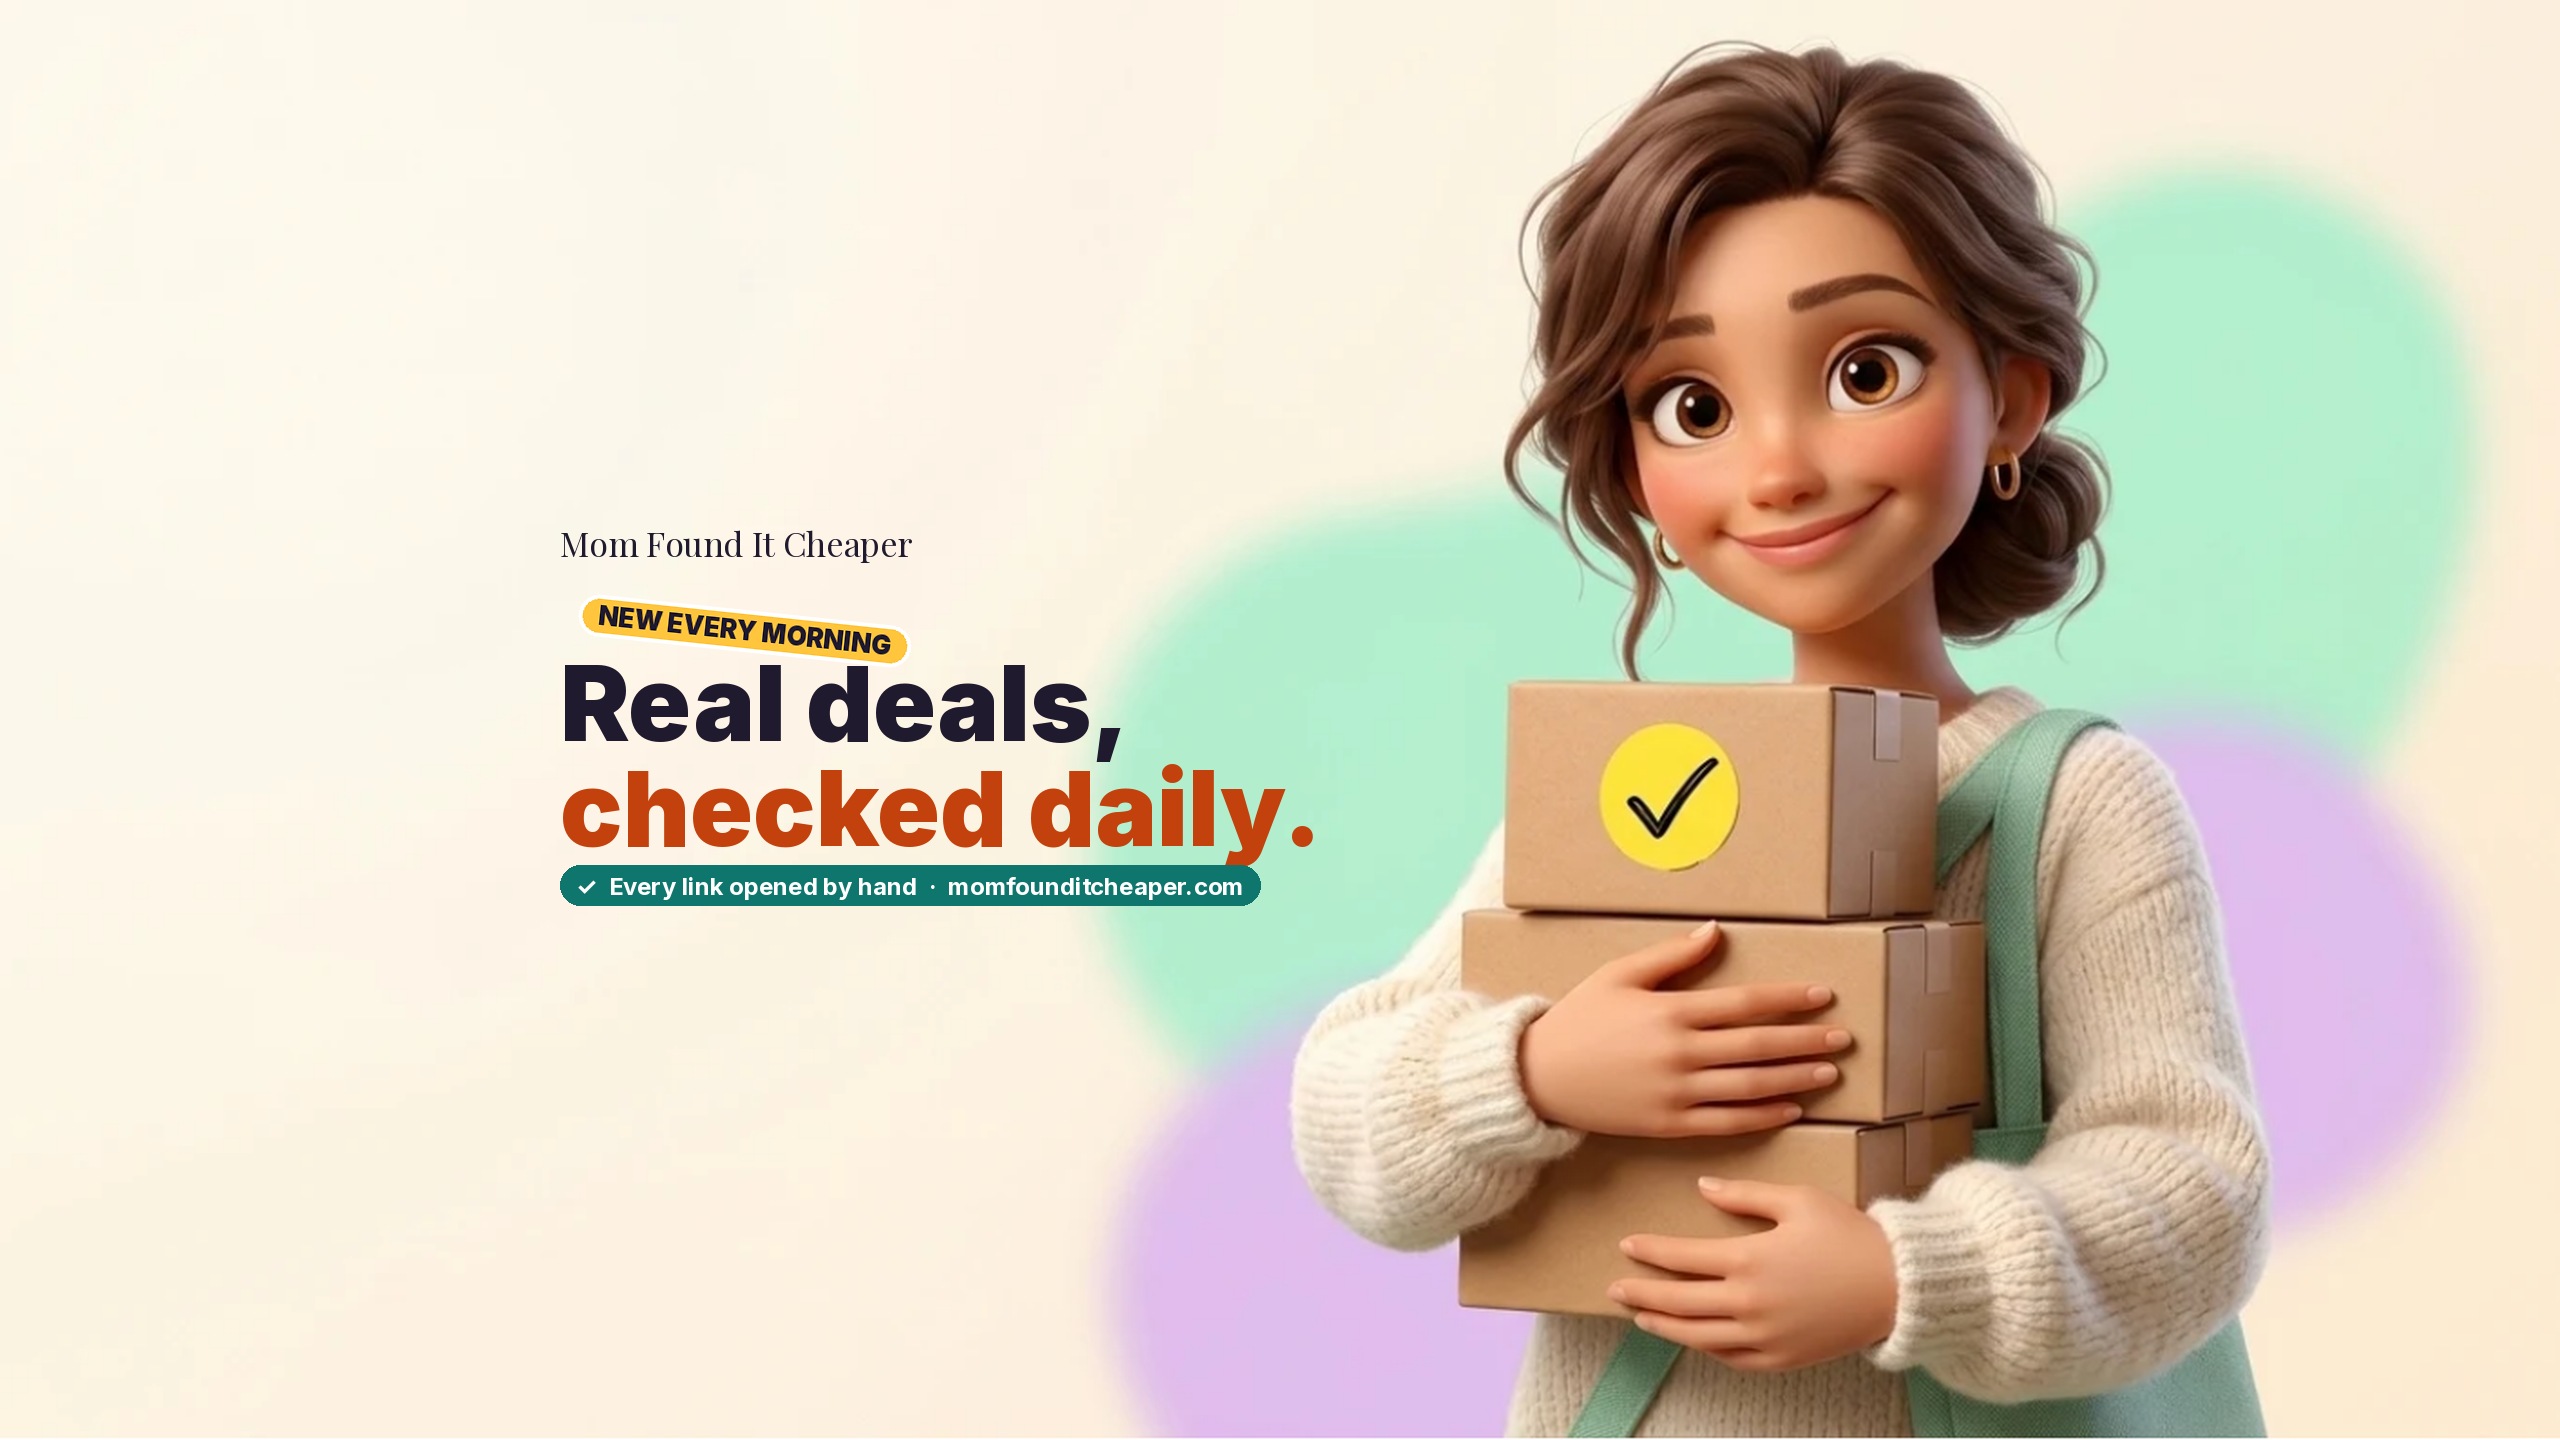 Mom Found It Cheaper
NEW EVERY MORNING
Real deals,
checked daily.
✓ Every link opened by hand · momfounditcheaper.com